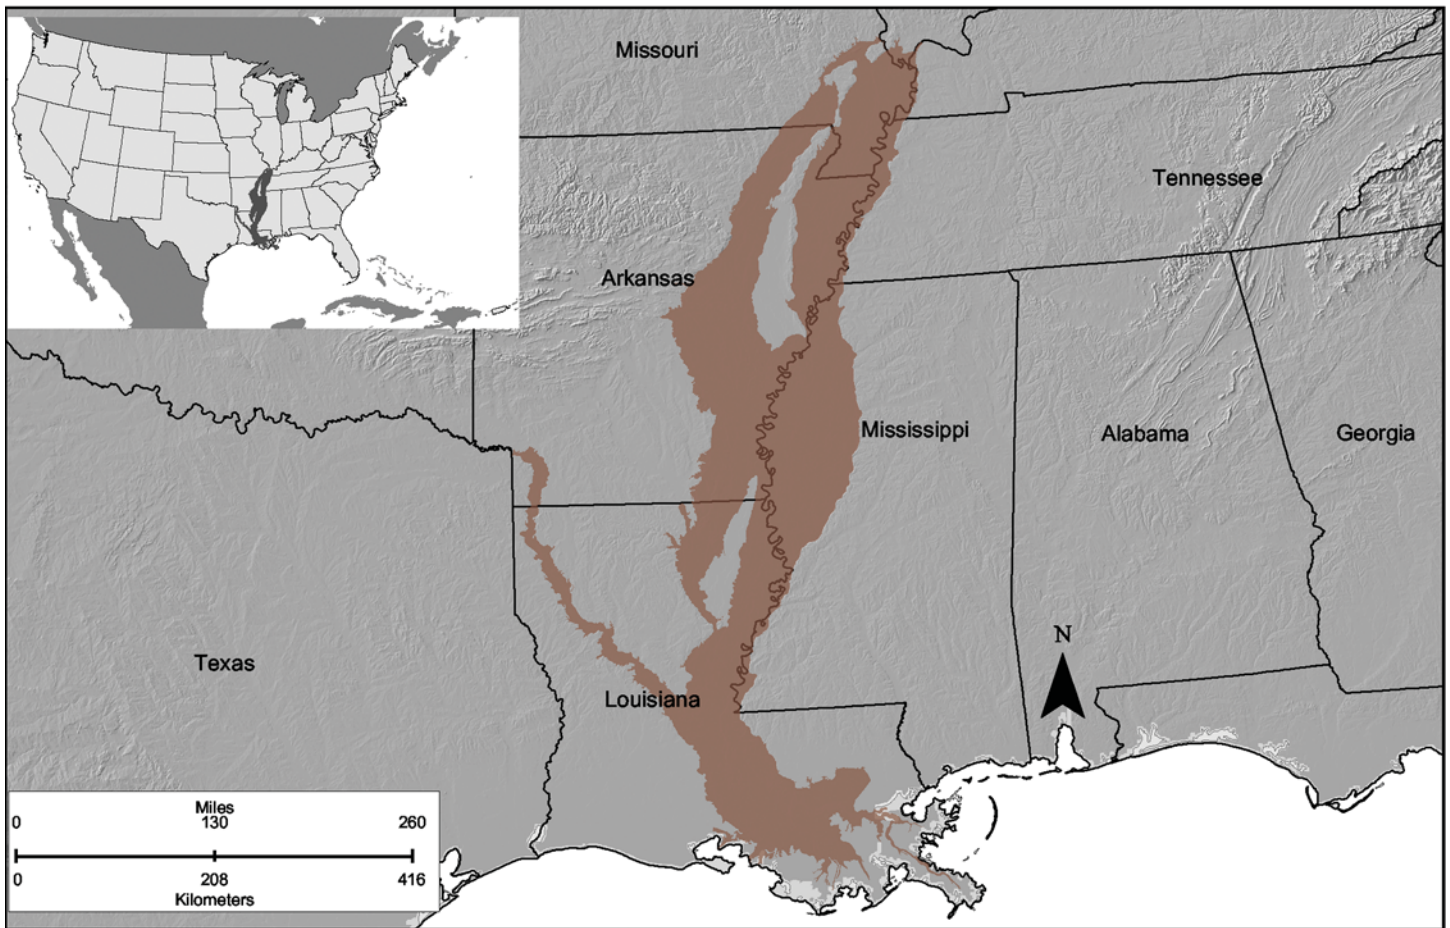 Missouri
Tennessee
Arkansas
Mississippi
Alabama
Georgia
N
Texas
Louisiana
Miles
0 130 260
0 208 416
Kilometers